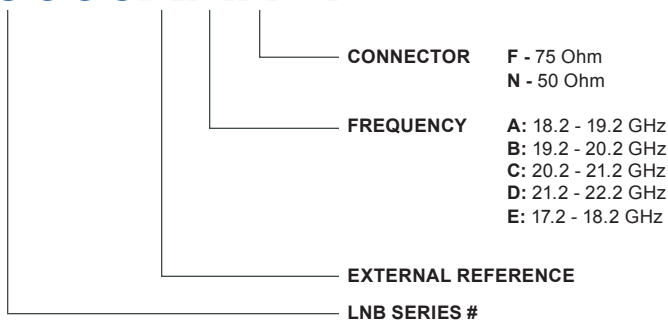 CONNECTOR F - 75 Ohm
N - 50 Ohm
FREQUENCY A: 18.2 - 19.2 GHz
B: 19.2 - 20.2 GHz
C: 20.2 - 21.2 GHz
D: 21.2 - 22.2 GHz
E: 17.2 - 18.2 GHz
EXTERNAL REFERENCE
LNB SERIES #